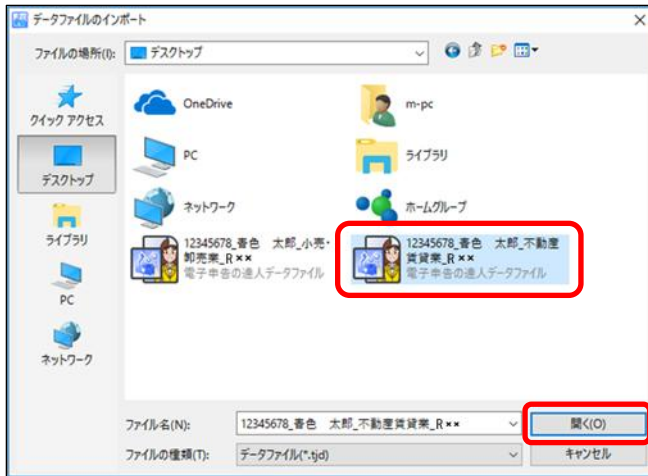 データファイルのインポート
ファイルの場所(I):
デスクトップ
クイック アクセス
デスクトップ
ライブラリ
PC
ネットワーク
OneDrive
m-pc
PC
ライブラリ
ネットワーク
ホームグループ
12345678_青色　太郎_小売・
卸売業_R××
電子申告の達人データファイル
12345678_青色　太郎_不動産
賃貸業_R××
電子申告の達人データファイル
ファイル名(N):
12345678_青色　太郎_不動産賃貸業_R××
開く(O)
ファイルの種類(T):
データファイル(*.tjd)
キャンセル